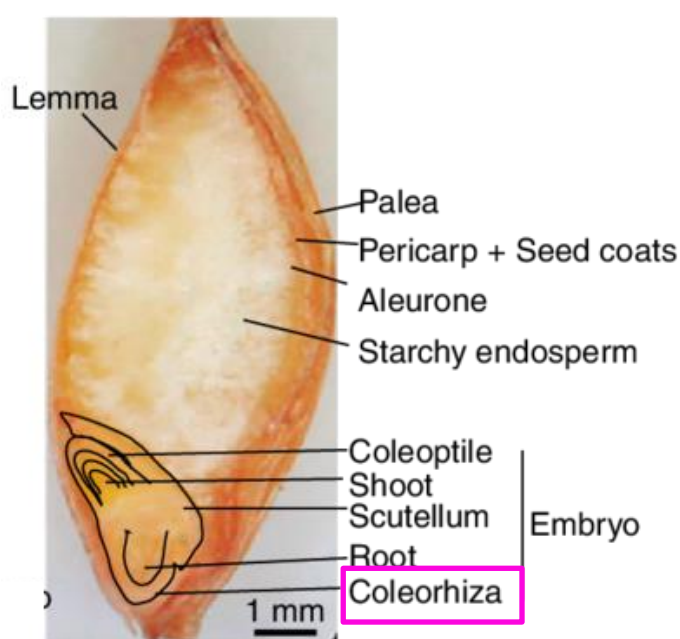 Lemma
Palea
Pericarp + Seed coats
Aleurone
Starchy endosperm
Coleoptile
Shoot
Scutellum
Embryo
Root
Coleorhiza
1 mm